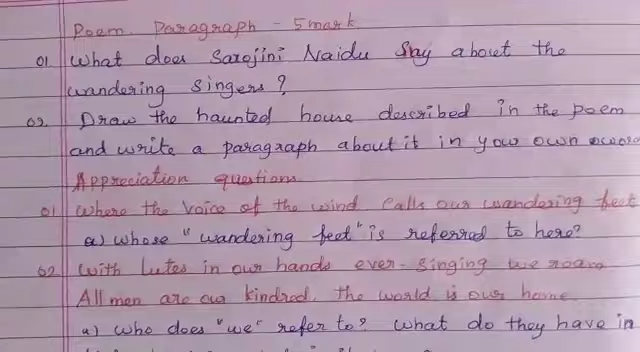 Poem. Paragraph - 5 mark
01 What does Sarojini Naidu Say about the
wandering singers?
02. Draw the haunted house described in the poem
and write a paragraph about it in your own
Appreciation questions
01 Where the voice of the wind calls our wandering feet
a) whose "wandering feet" is referred to here?
02 With lutes in our hands ever-singing we roam
All men are our kindred, the world is our home
a) who does "we" refer to? What do they have in